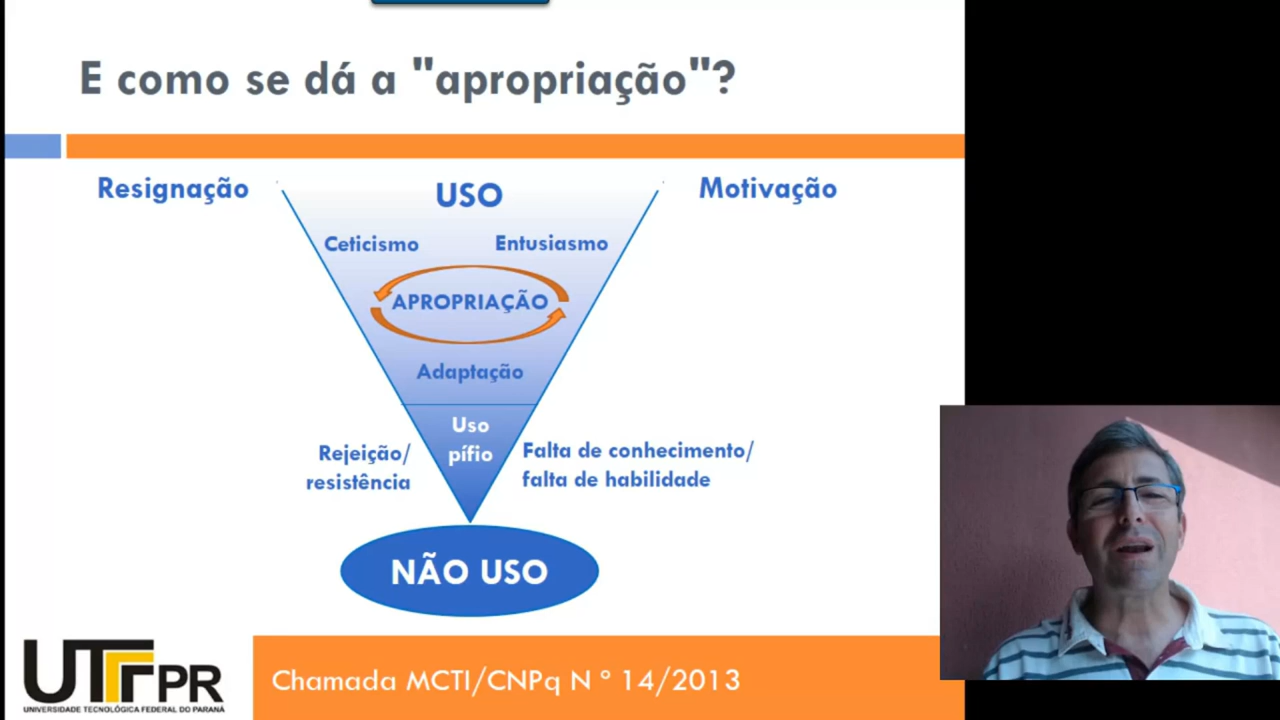 E como se dá a "apropriação"?
Resignação
USO
Motivação
Ceticismo
Entusiasmo
APROPRIAÇÃO
Adaptação
Uso
pífio
Rejeição/
resistência
Falta de conhecimento/
falta de habilidade
NÃO USO
UTFPR
UNIVERSIDADE TECNOLÓGICA FEDERAL DO PARANÁ
Chamada MCTI/CNPq N º 14/2013